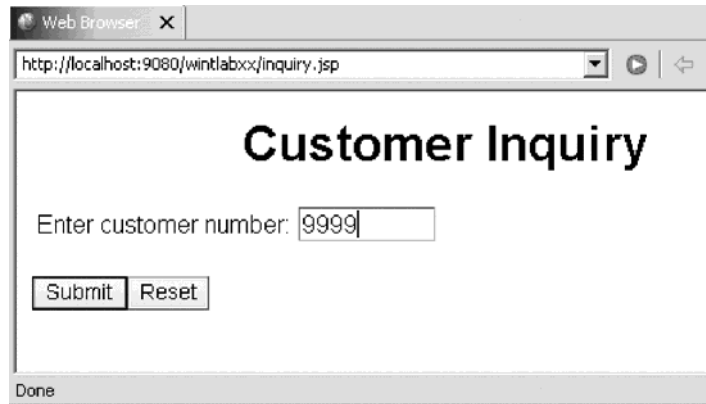 Web Browser
http://localhost:9080/wintlabxx/inquiry.jsp
Customer Inquiry
Enter customer number: 9999
Submit Reset
Done